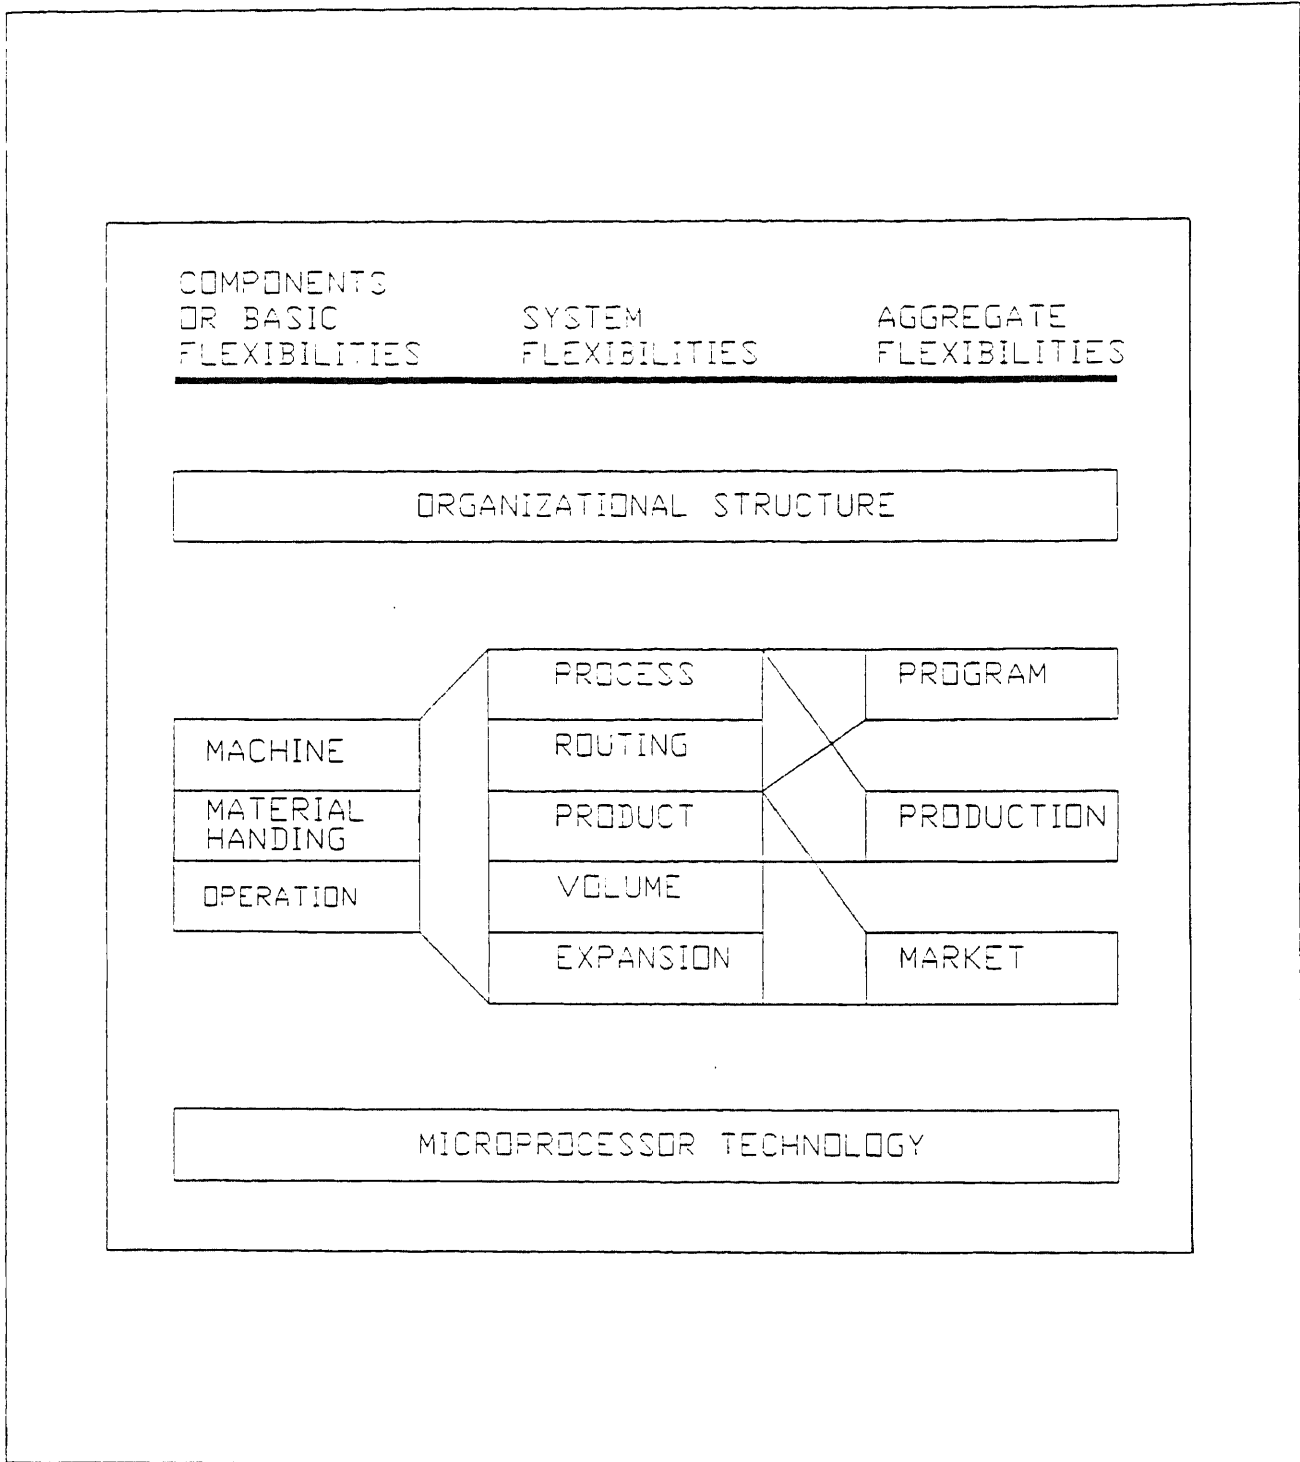 COMPONENTS
OR BASIC
FLEXIBILITIES
SYSTEM
FLEXIBILITIES
AGGREGATE
FLEXIBILITIES
ORGANIZATIONAL STRUCTURE
MACHINE
MATERIAL
HANDING
OPERATION
PROCESS
ROUTING
PRODUCT
VOLUME
EXPANSION
PROGRAM
PRODUCTION
MARKET
MICROPROCESSOR TECHNOLOGY